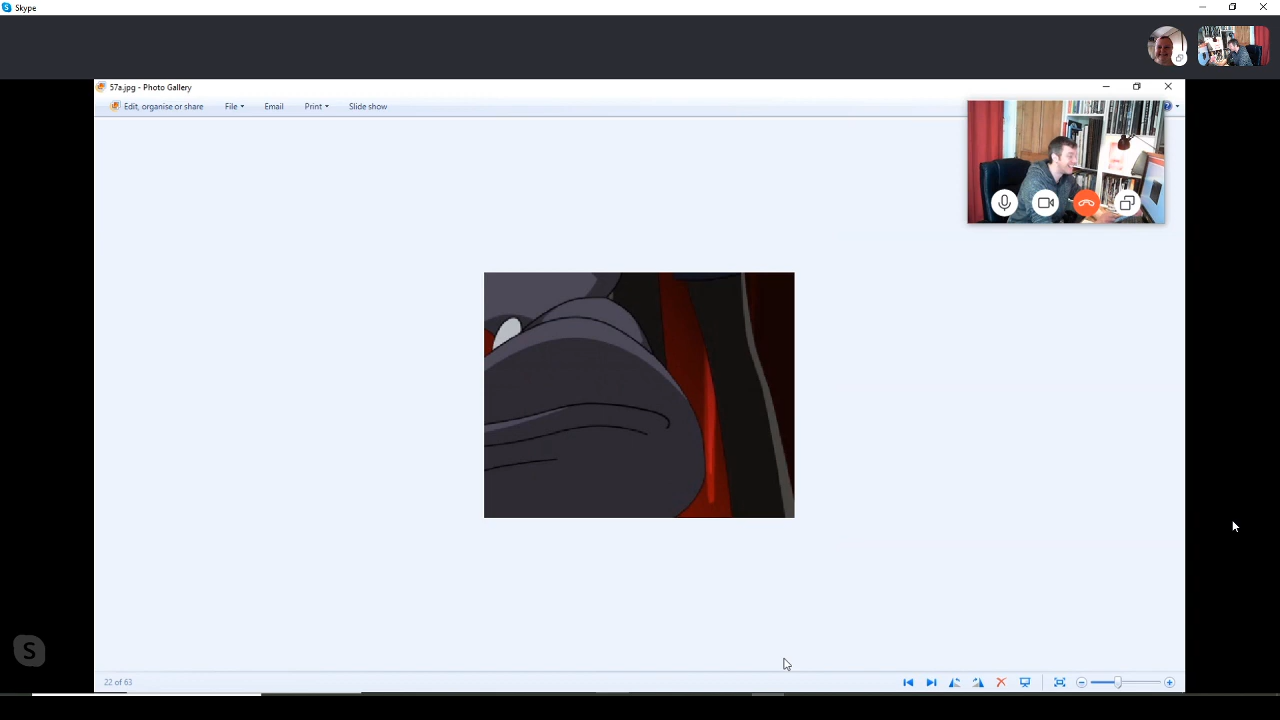 Skype
57a.jpg - Photo Gallery
Edit, organise or share File Email Print Slide show
S
22 of 63